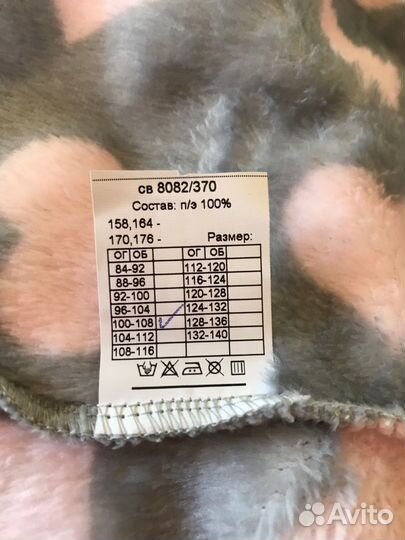 св 8082/370
Состав: п/э 100%
158,164 -
170,176 - Размер:
ОГ ОБ ОГ ОБ
84-92 112-120
88-96 116-124
92-100 120-128
96-104 124-132
100-108 128-136
104-112 132-140
108-116
Avito